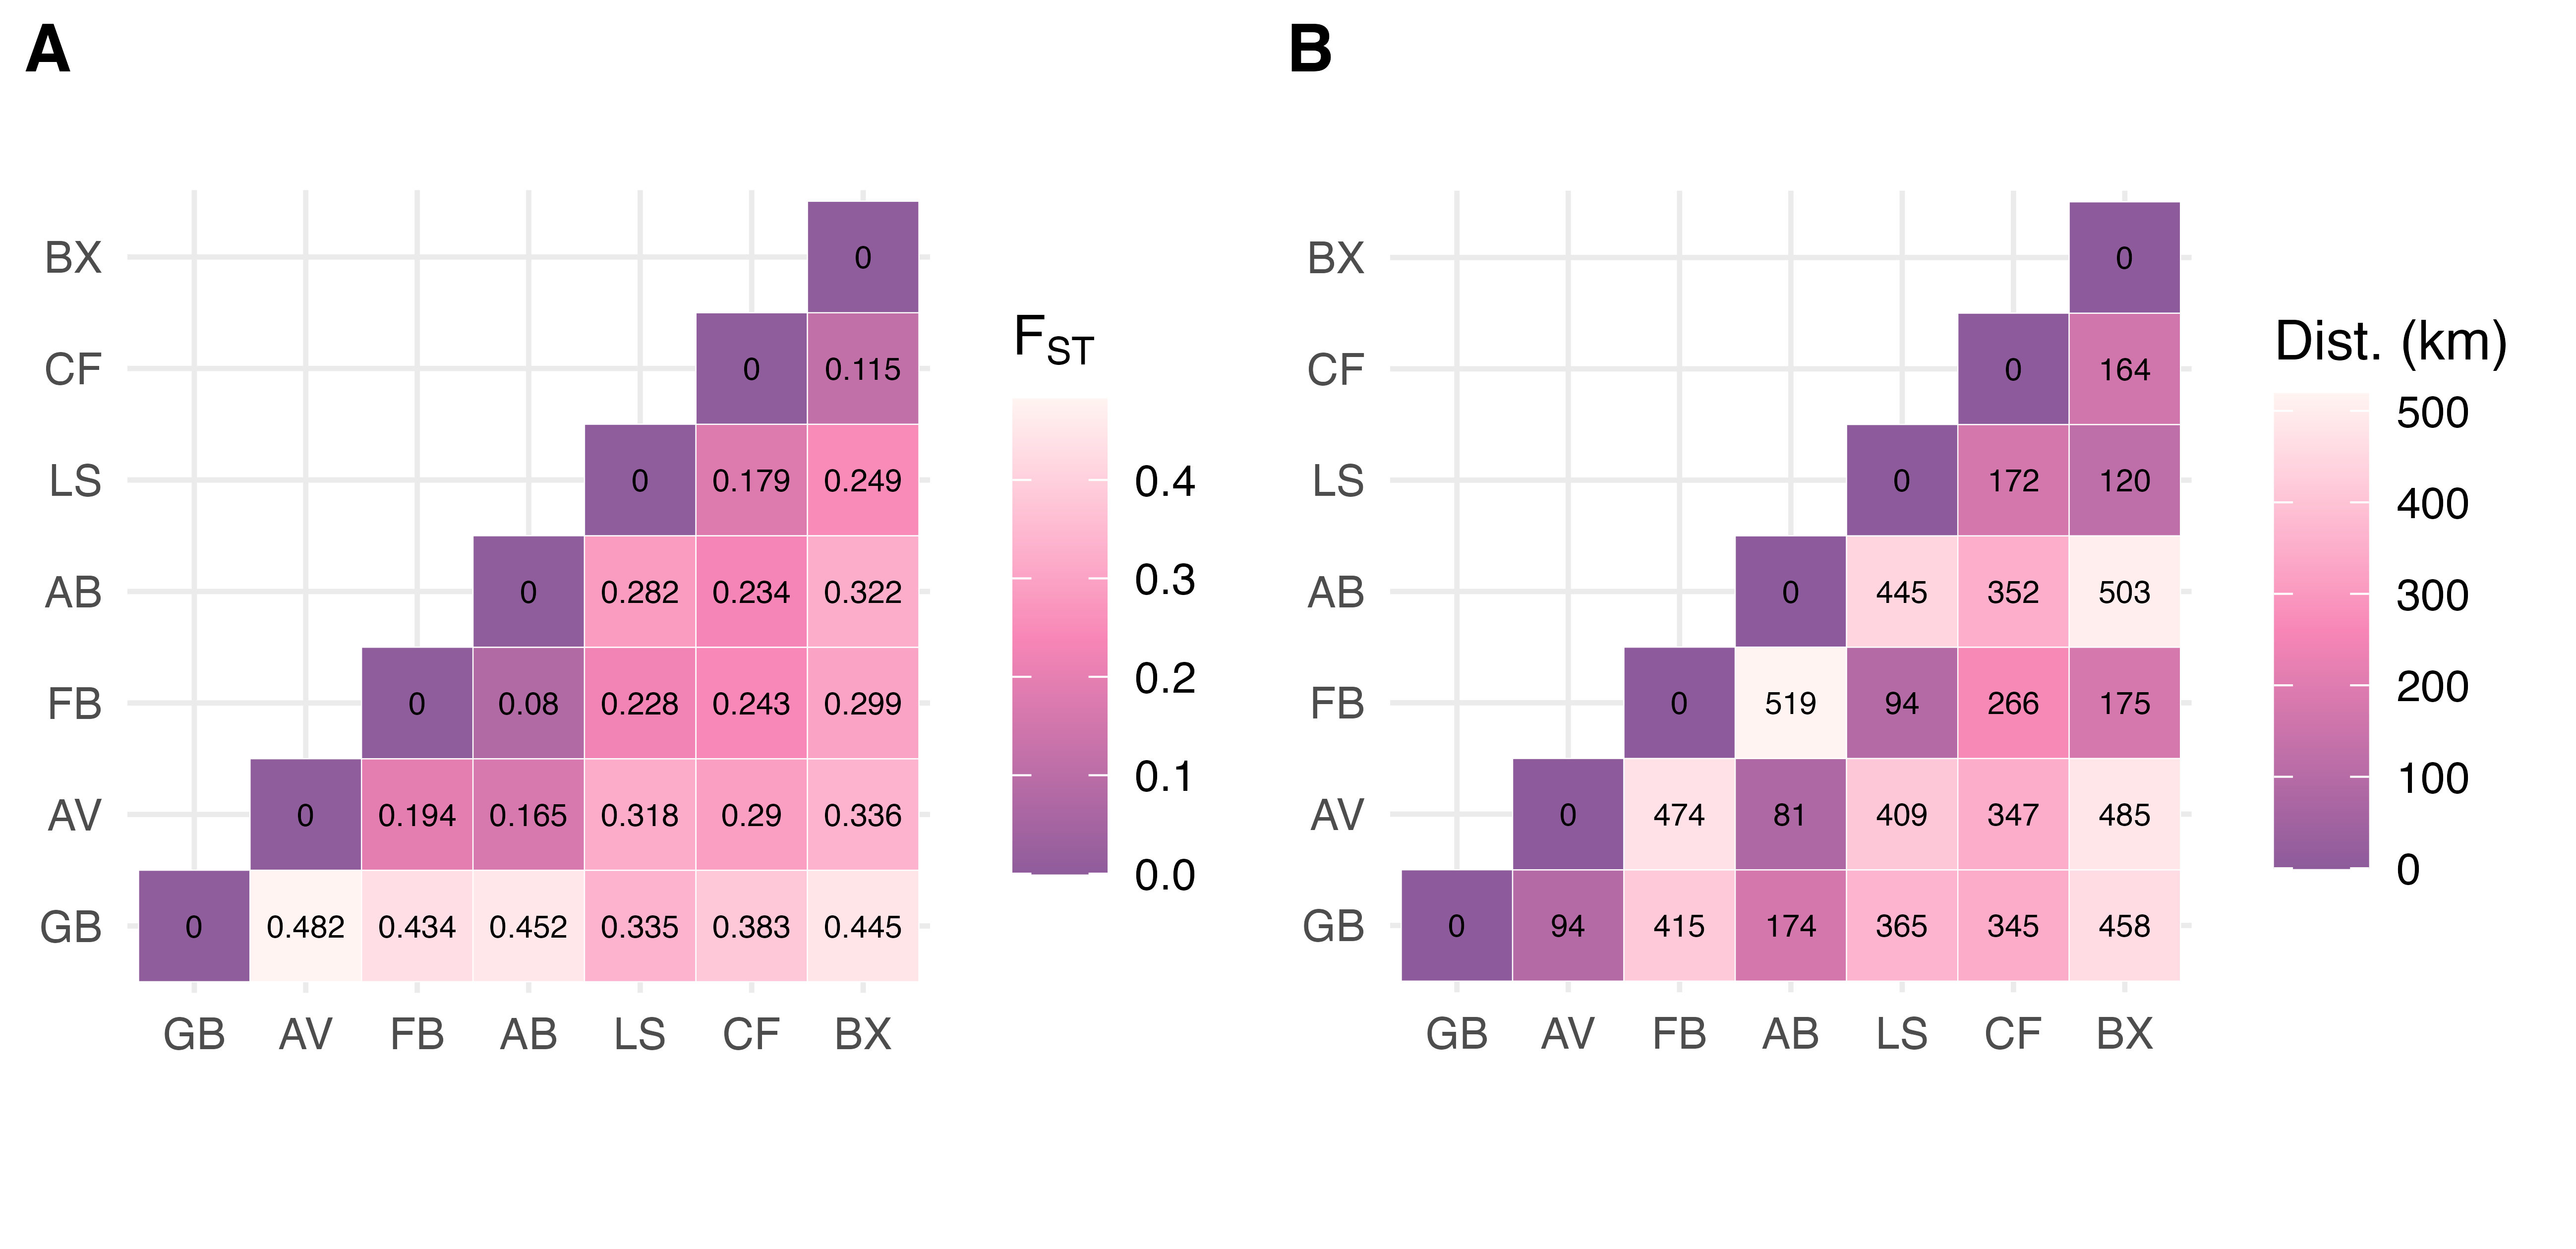 A
BX 0
CF 0 0.115
LS 0 0.179 0.249
AB 0 0.282 0.234 0.322
FB 0 0.08 0.228 0.243 0.299
AV 0 0.194 0.165 0.318 0.29 0.336
GB 0 0.482 0.434 0.452 0.335 0.383 0.445
GB AV FB AB LS CF BX
FST
0.4
0.3
0.2
0.1
0.0
B
BX 0
CF 0 164
LS 0 172 120
AB 0 445 352 503
FB 0 519 94 266 175
AV 0 474 81 409 347 485
GB 0 94 415 174 365 345 458
GB AV FB AB LS CF BX
Dist. (km)
500
400
300
200
100
0